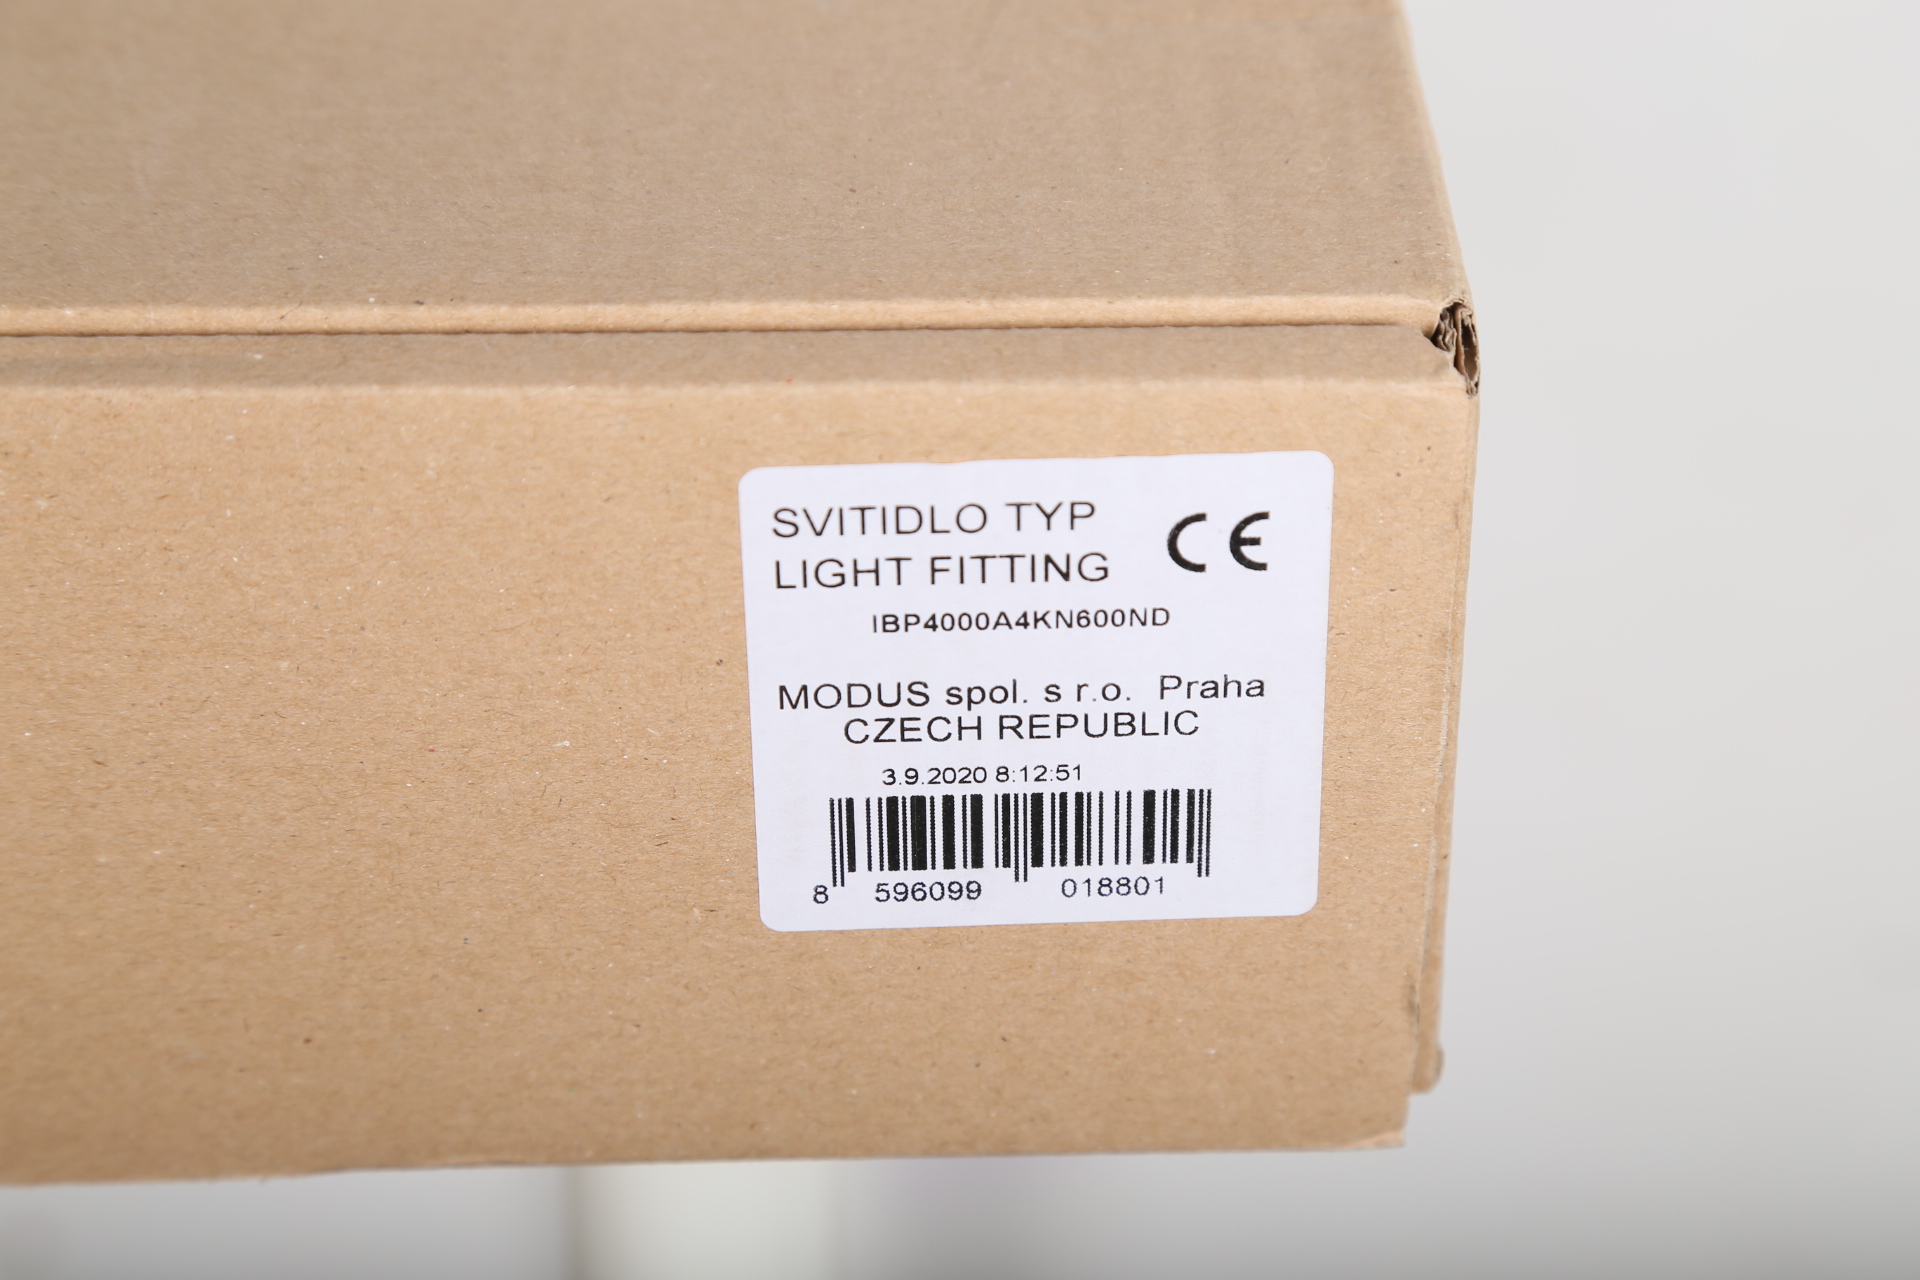 SVITIDLO TYP CE
LIGHT FITTING
IBP4000A4KN600ND
MODUS spol. s r.o. Praha
CZECH REPUBLIC
3.9.2020 8:12:51
8 596099 018801